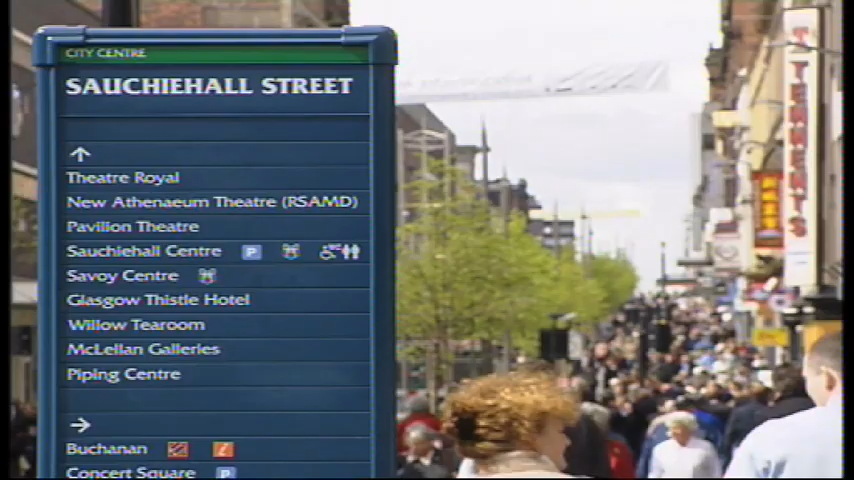 CITY CENTRE
SAUCHIEHALL STREET
Theatre Royal
New Athenaeum Theatre (RSAMD)
Pavilion Theatre
Sauchiehall Centre P
Savoy Centre
Glasgow Thistle Hotel
Willow Tearoom
McLellan Galleries
Piping Centre
Buchanan i
Concert Square P
TENNENT'S